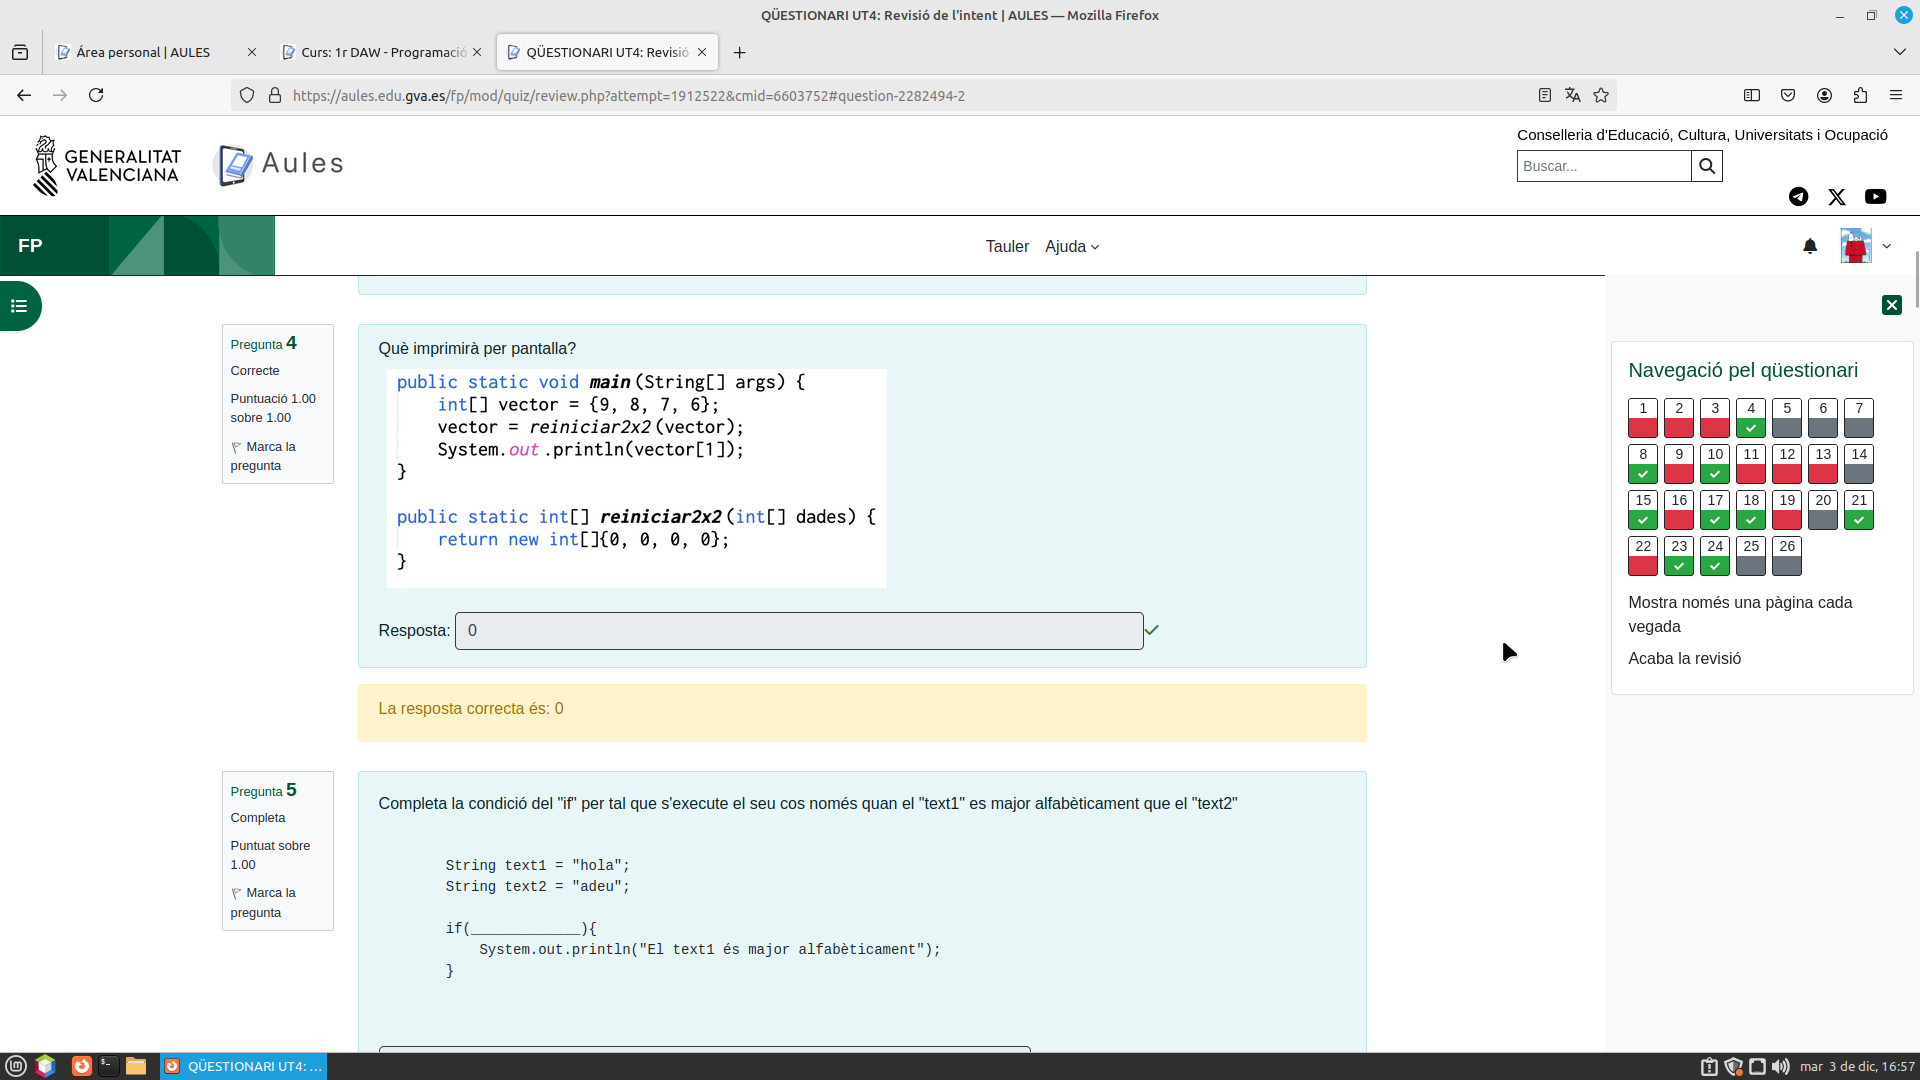 QÜESTIONARI UT4: Revisió de l'intent | AULES — Mozilla Firefox
Área personal | AULES
Curs: 1r DAW - Programació
QÜESTIONARI UT4: Revisió
https://aules.edu.gva.es/fp/mod/quiz/review.php?attempt=1912522&cmid=6603752#question-2282494-2
GENERALITAT
VALENCIANA
Aules
Conselleria d'Educació, Cultura, Universitats i Ocupació
Buscar...
FP
Tauler
Ajuda
Pregunta 4
Correcte
Puntuació 1.00
sobre 1.00
Marca la
pregunta
Què imprimirà per pantalla?
public static void main(String[] args) {
int[] vector = {9, 8, 7, 6};
vector = reiniciar2x2(vector);
System.out.println(vector[1]);
}
public static int[] reiniciar2x2(int[] dades) {
return new int[]{0, 0, 0, 0};
}
Resposta: 0
La resposta correcta és: 0
Pregunta 5
Completa
Puntuat sobre
1.00
Marca la
pregunta
Completa la condició del "if" per tal que s'execute el seu cos només quan el "text1" es major alfabèticament que el "text2"
String text1 = "hola";
String text2 = "adeu";
if(_____________){
System.out.println("El text1 és major alfabèticament");
}
Navegació pel qüestionari
1 2 3 4 5 6 7
8 9 10 11 12 13 14
15 16 17 18 19 20 21
22 23 24 25 26
Mostra només una pàgina cada
vegada
Acaba la revisió
QÜESTIONARI UT4: ...
mar 3 de dic, 16:57